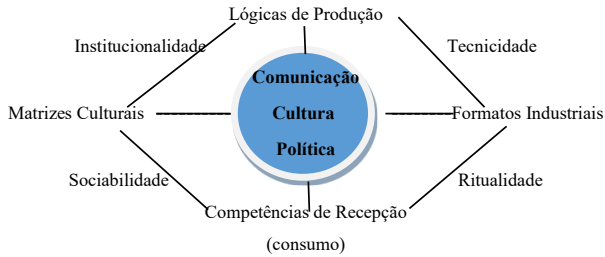 Lógicas de Produção
Institucionalidade
Tecnicidade
Comunicação
Matrizes Culturais
Cultura
Formatos Industriais
Política
Sociabilidade
Ritualidade
Competências de Recepção
(consumo)